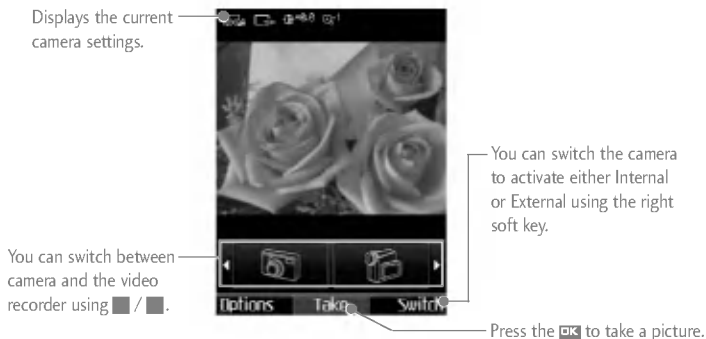 Displays the current
camera settings.
You can switch the camera
to activate either Internal
or External using the right
soft key.
You can switch between
camera and the video
recorder using /  .
Options Take Switch
Press the OK to take a picture.